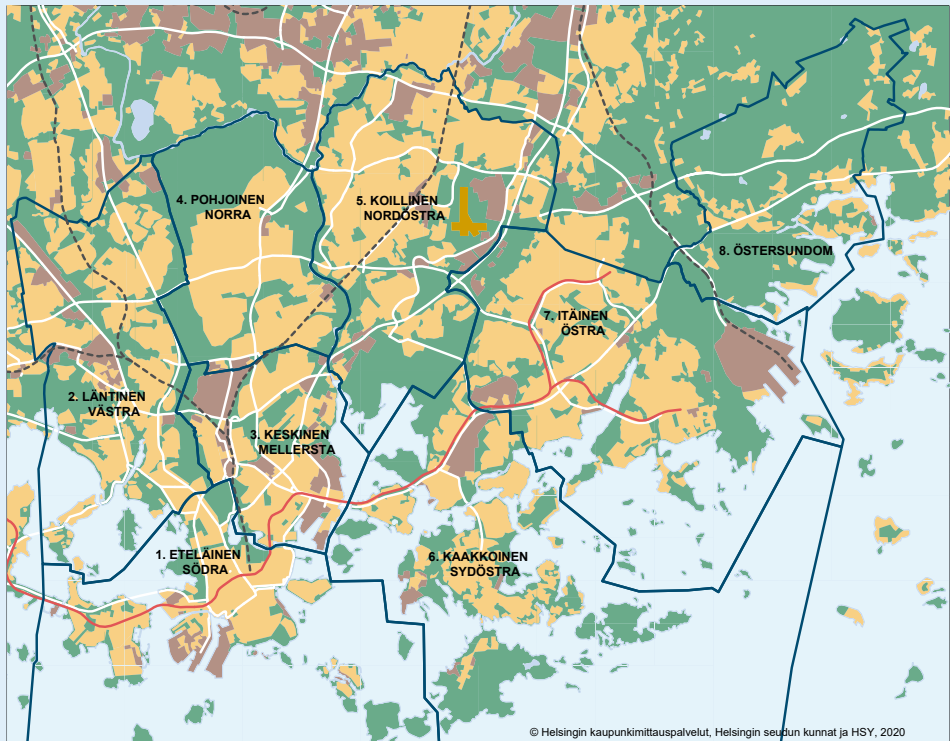 4. POHJOINEN
NORRA
5. KOILLINEN
NORDÖSTRA
8. ÖSTERSUNDOM
7. ITÄINEN
ÖSTRA
2. LÄNTINEN
VÄSTRA
3. KESKINEN
MELLERSTA
1. ETELÄINEN
SÖDRA
6. KAAKKOINEN
SYDÖSTRA
© Helsingin kaupunkimittauspalvelut, Helsingin seudun kunnat ja HSY, 2020